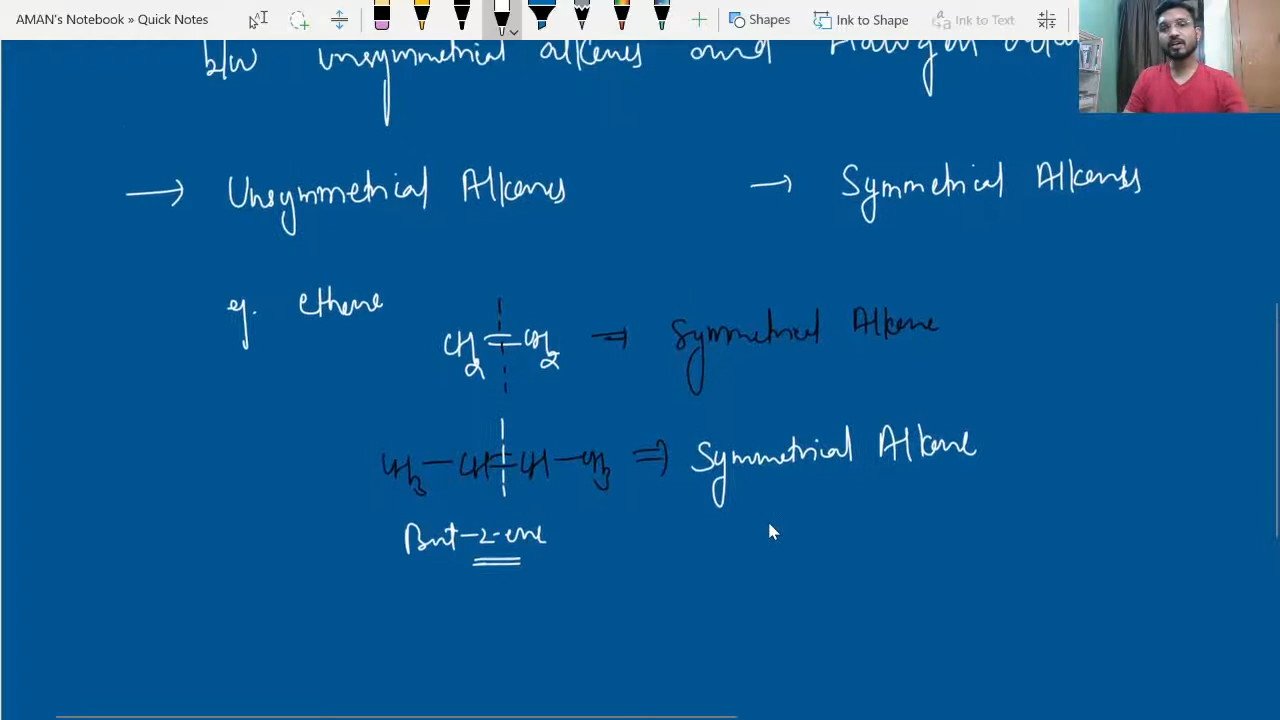 AMAN's Notebook » Quick Notes
Shapes
Ink to Shape
Ink to Text
b/w unsymmetrical alkenes and
→ Unsymmetrical Alkenes → Symmetrical Alkenes
eg. ethene
CH2=CH2 ⇒ Symmetrical Alkene
CH3—CH=CH—CH3 ⇒ Symmetrical Alkene
But-2-ene